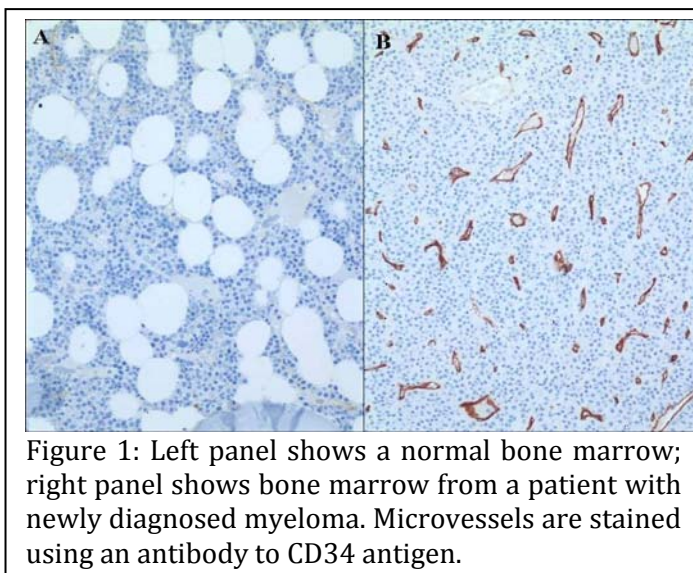 A
B
Figure 1: Left panel shows a normal bone marrow;
right panel shows bone marrow from a patient with
newly diagnosed myeloma. Microvessels are stained
using an antibody to CD34 antigen.